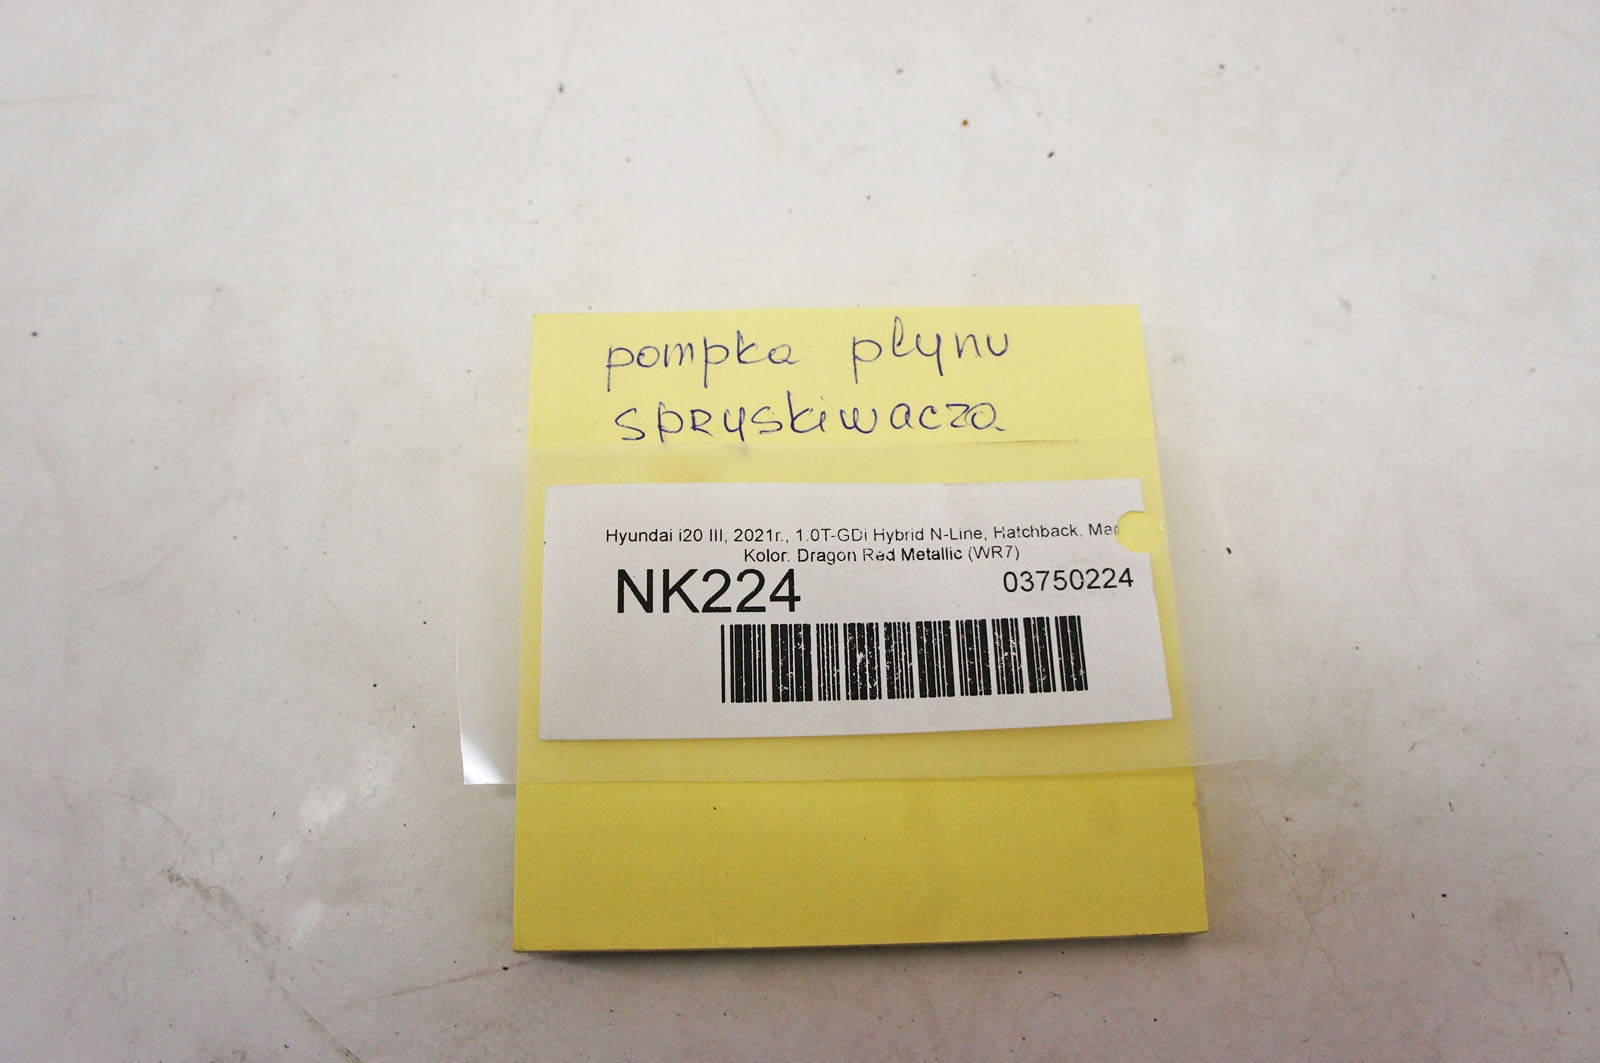 pompka płynu
spryskiwacza
Hyundai i20 III, 2021r., 1.0T-GDi Hybrid N-Line, Hatchback,
Kolor: Dragon Red Metallic (WR7)
NK224 03750224